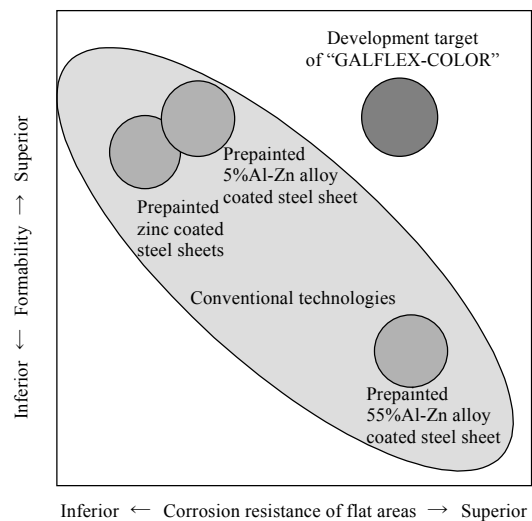 Development target
of “GALFLEX-COLOR”
Prepainted
5%Al-Zn alloy
coated steel sheet
Prepainted
zinc coated
steel sheets
Conventional technologies
Prepainted
55%Al-Zn alloy
coated steel sheet
Inferior ← Formability → Superior
Inferior ← Corrosion resistance of flat areas → Superior